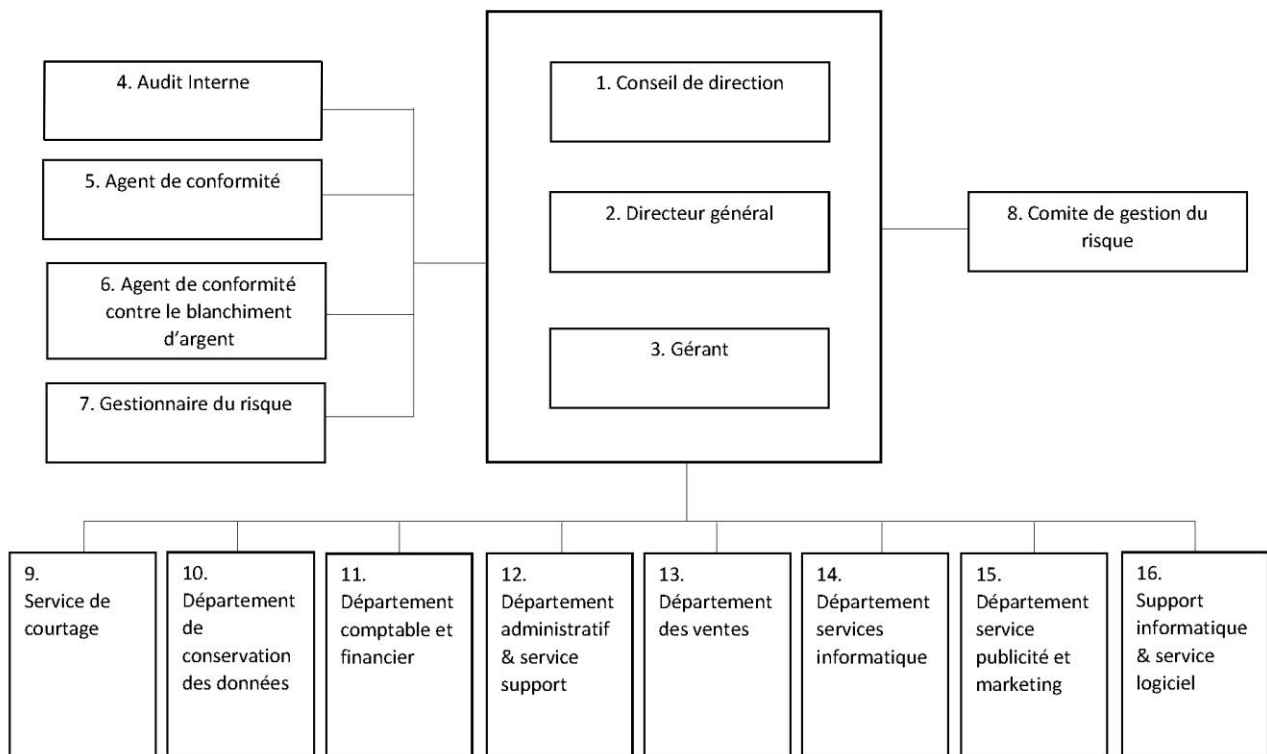 4. Audit Interne
5. Agent de conformité
6. Agent de conformité
contre le blanchiment
d'argent
7. Gestionnaire du risque
1. Conseil de direction
2. Directeur général
3. Gérant
8. Comite de gestion du
risque
9.
Service de
courtage
10.
Département
de
conservation
des données
11.
Département
comptable et
financier
12.
Département
administratif
& service
support
13.
Département
des ventes
14.
Département
services
informatique
15.
Département
service
publicité et
marketing
16.
Support
informatique
& service
logiciel